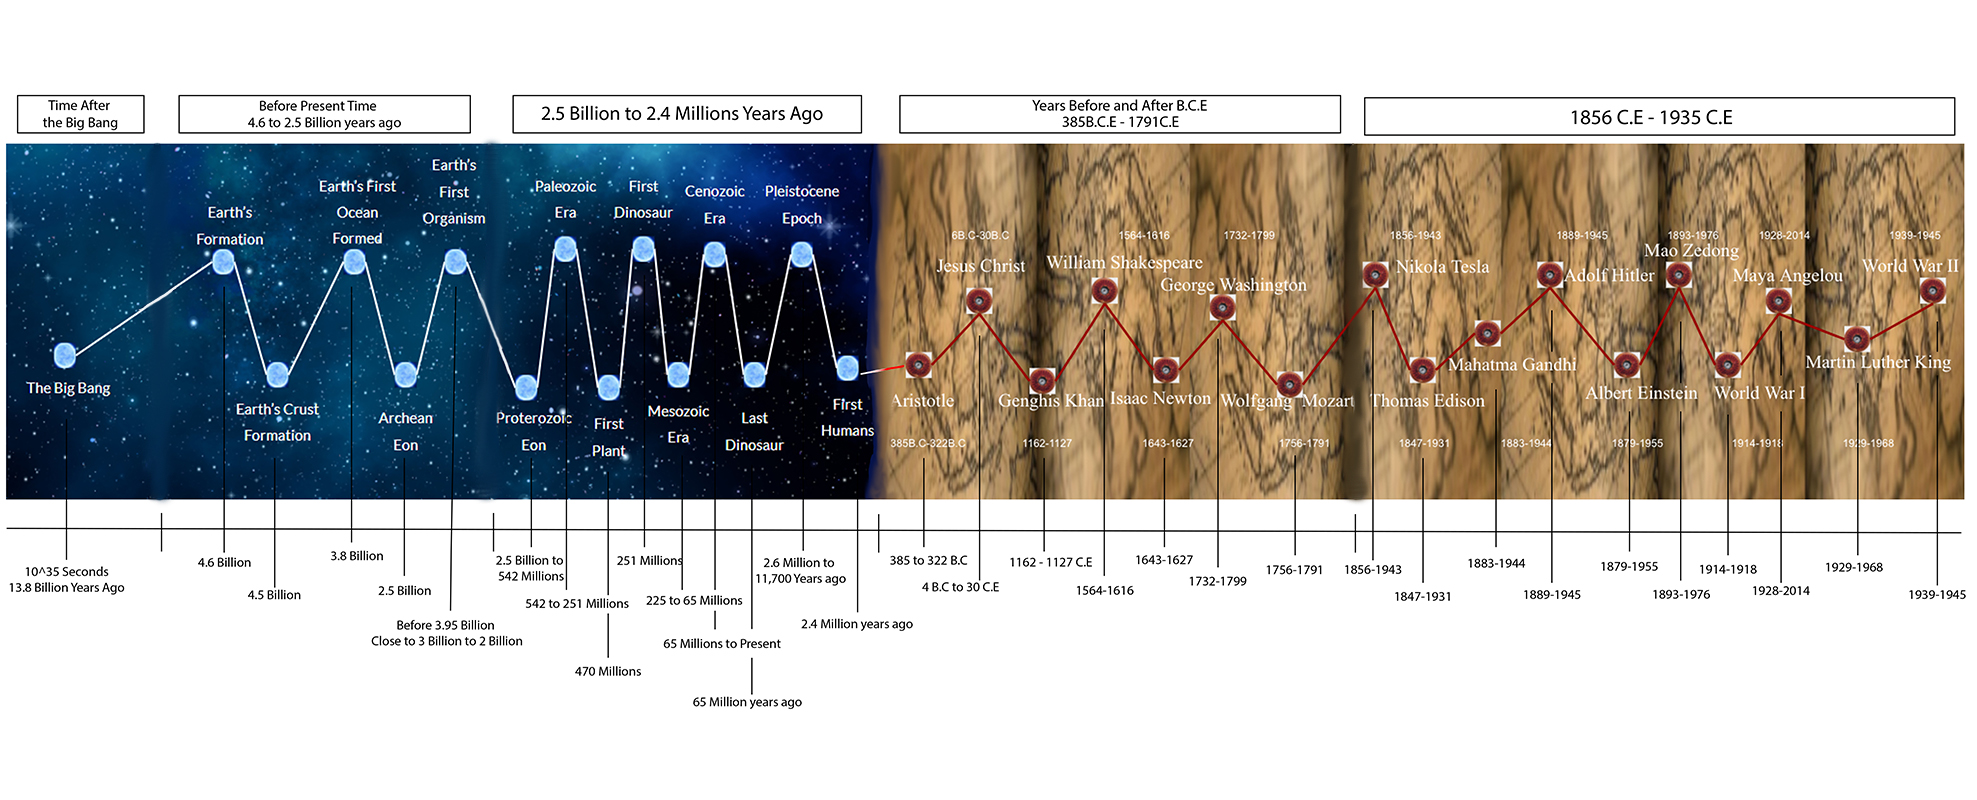 Time After
the Big Bang
Before Present Time
4.6 to 2.5 Billion years ago
2.5 Billion to 2.4 Millions Years Ago
Years Before and After B.C.E
385B.C.E - 1791C.E
1856 C.E - 1935 C.E
The Big Bang
Earth's
Formation
Earth's Crust
Formation
Earth's First
Ocean
Formed
Archean
Eon
Earth's
First
Organism
Proterozoic
Eon
Paleozoic
Era
First
Plant
First
Dinosaur
Mesozoic
Era
Cenozoic
Era
Last
Dinosaur
Pleistocene
Epoch
First
Humans
Aristotle
385B.C-322B.C
6B.C-30B.C
Jesus Christ
Genghis Khan
1162-1127
1564-1616
William Shakespeare
Isaac Newton
1643-1627
1732-1799
George Washington
Wolfgang Mozart
1756-1791
1856-1943
Nikola Tesla
Thomas Edison
1847-1931
Mahatma Gandhi
1883-1944
1889-1945
Adolf Hitler
Albert Einstein
1879-1955
1893-1976
Mao Zedong
World War I
1914-1918
1928-2014
Maya Angelou
Martin Luther King
1929-1968
1939-1945
World War II
10^35 Seconds
13.8 Billion Years Ago
4.6 Billion
4.5 Billion
3.8 Billion
2.5 Billion
Before 3.95 Billion
Close to 3 Billion to 2 Billion
2.5 Billion to
542 Millions
542 to 251 Millions
470 Millions
251 Millions
225 to 65 Millions
65 Millions to Present
65 Million years ago
2.6 Million to
11,700 Years ago
2.4 Million years ago
385 to 322 B.C
4 B.C to 30 C.E
1162 - 1127 C.E
1564-1616
1643-1627
1732-1799
1756-1791
1856-1943
1847-1931
1883-1944
1889-1945
1879-1955
1893-1976
1914-1918
1928-2014
1929-1968
1939-1945